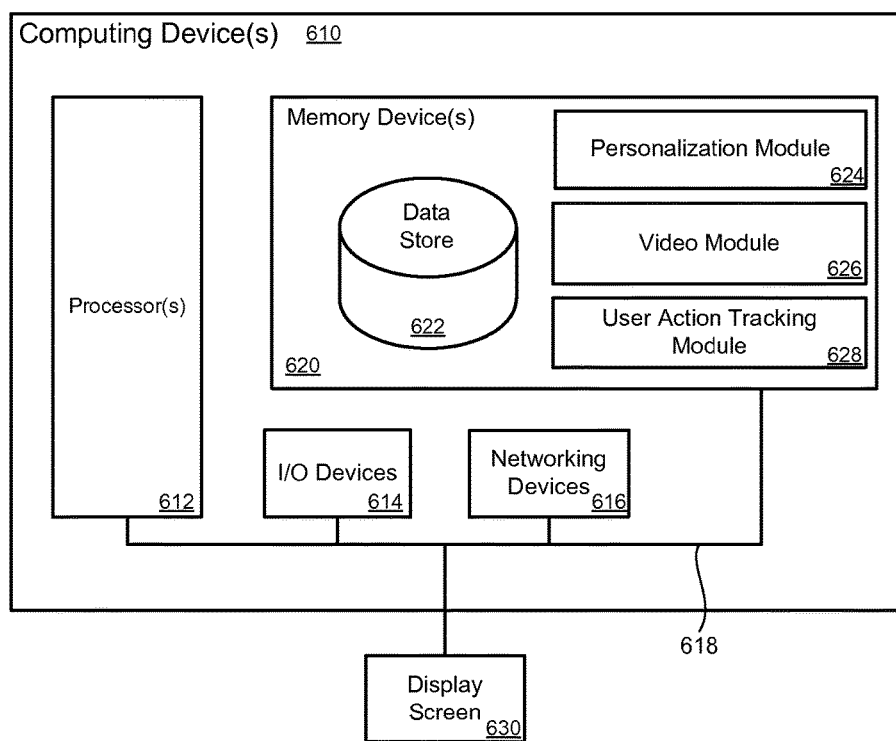 Computing Device(s) 610
Memory Device(s)
Personalization Module
624
Data
Store
622
Video Module
626
User Action Tracking
Module
628
620
Processor(s)
612
I/O Devices
614
Networking
Devices
616
618
Display
Screen
630